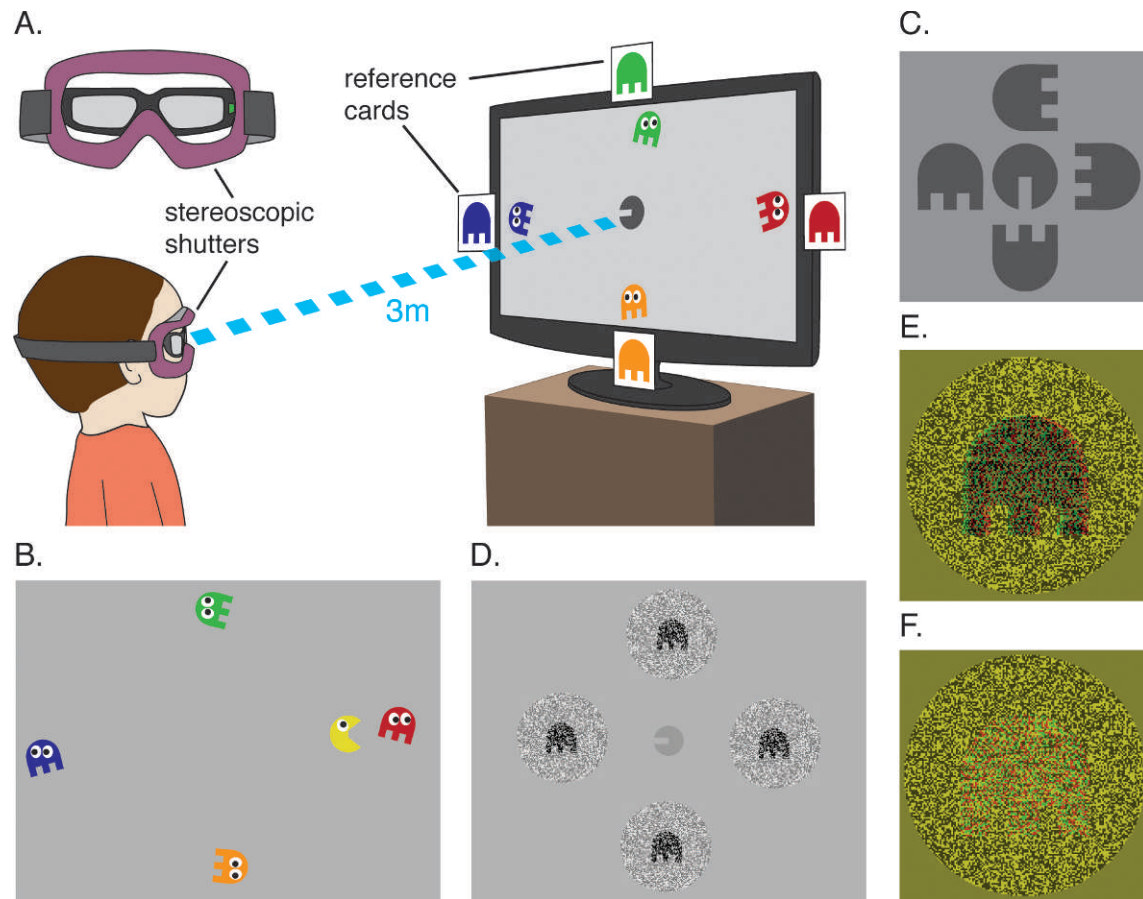 A.
reference
cards
stereoscopic
shutters
3m
B.
C.
D.
E.
F.